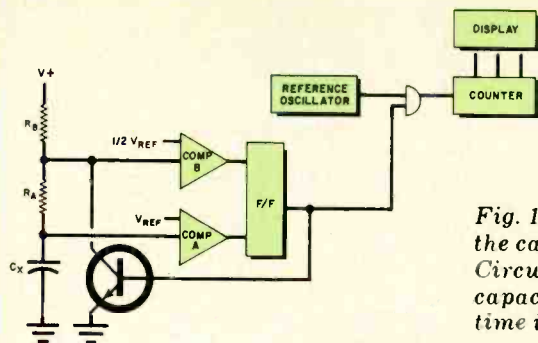 DISPLAY
V+
REFERENCE
OSCILLATOR
COUNTER
RB
1/2 VREF
COMP
B
F/F
RA
VREF
COMP
A
CX
Fig. 1
the ca
Circu
capac
time i